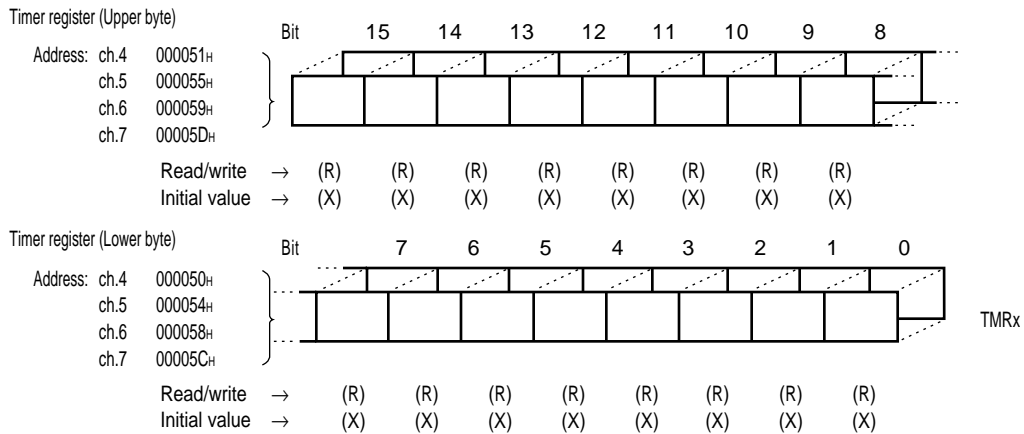 Timer register (Upper byte)
Bit 15 14 13 12 11 10 9 8
Address: ch.4 000051H
ch.5 000055H
ch.6 000059H
ch.7 00005DH
Read/write → (R) (R) (R) (R) (R) (R) (R) (R)
Initial value → (X) (X) (X) (X) (X) (X) (X) (X)
Timer register (Lower byte)
Bit 7 6 5 4 3 2 1 0
Address: ch.4 000050H
ch.5 000054H
ch.6 000058H
ch.7 00005CH
TMRx
Read/write → (R) (R) (R) (R) (R) (R) (R) (R)
Initial value → (X) (X) (X) (X) (X) (X) (X) (X)